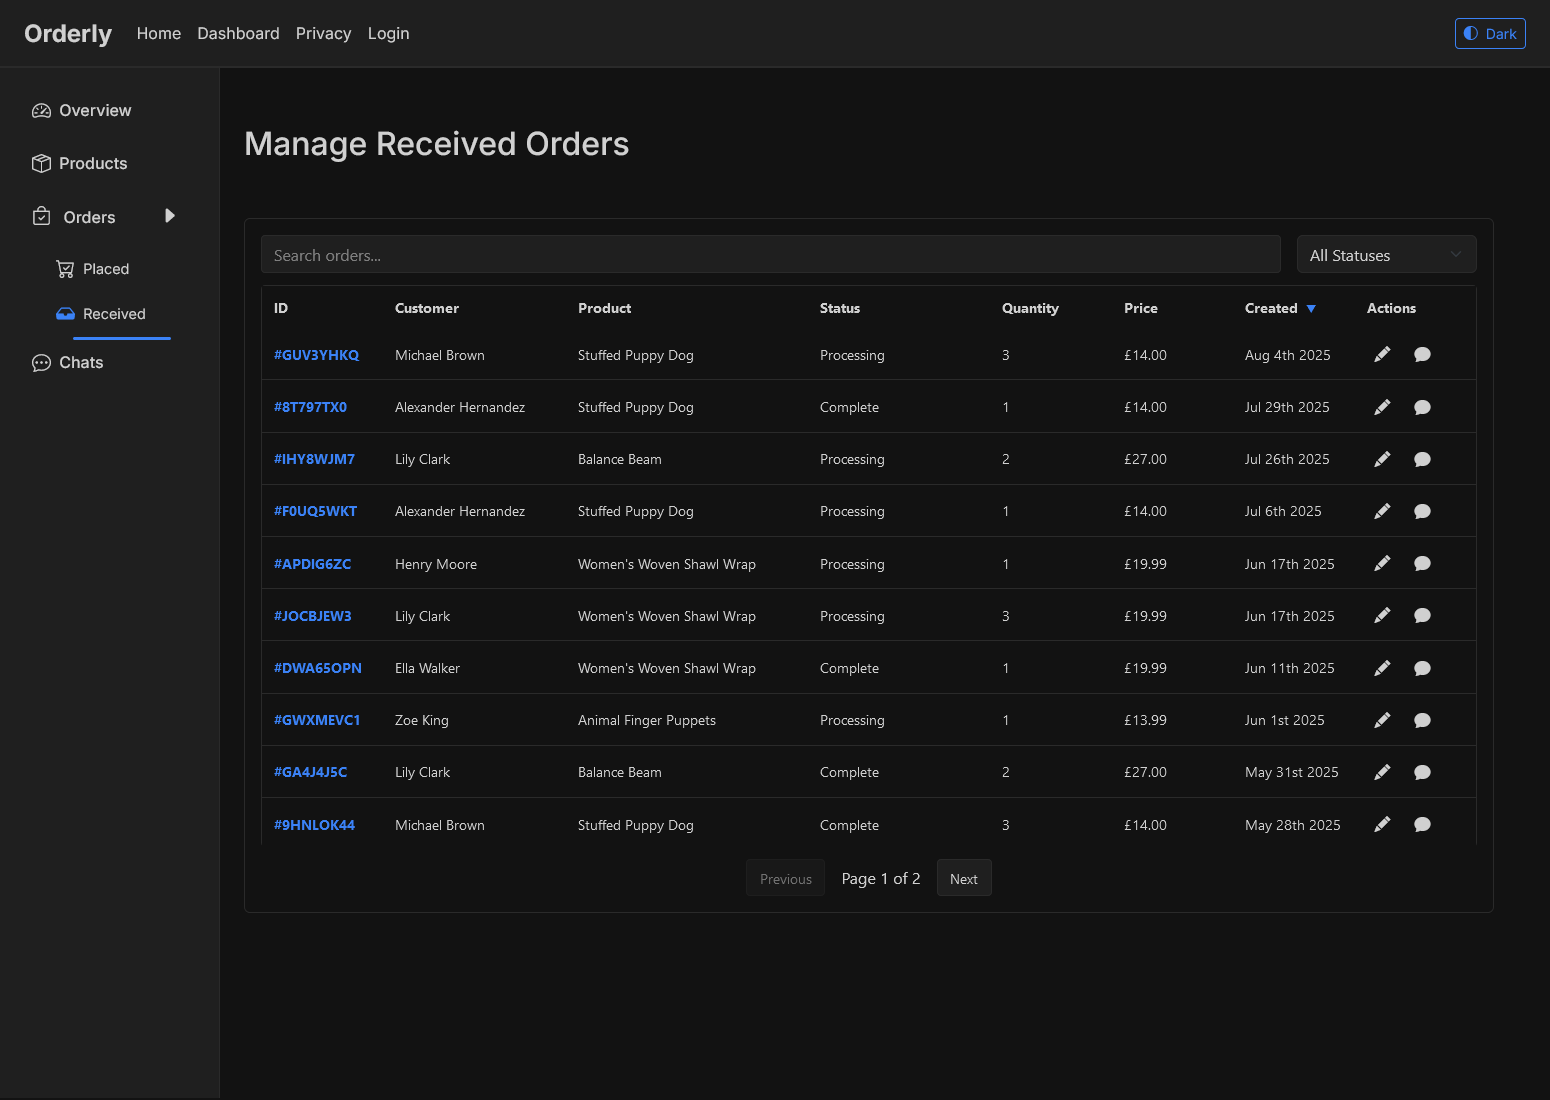 Orderly Home Dashboard Privacy Login Dark
Overview
Products
Orders
Placed
Received
Chats
Manage Received Orders
Search orders... All Statuses
ID Customer Product Status Quantity Price Created Actions
#GUV3YHKQ Michael Brown Stuffed Puppy Dog Processing 3 £14.00 Aug 4th 2025
#8T797TX0 Alexander Hernandez Stuffed Puppy Dog Complete 1 £14.00 Jul 29th 2025
#IHY8WJM7 Lily Clark Balance Beam Processing 2 £27.00 Jul 26th 2025
#F0UQ5WKT Alexander Hernandez Stuffed Puppy Dog Processing 1 £14.00 Jul 6th 2025
#APDIG6ZC Henry Moore Women's Woven Shawl Wrap Processing 1 £19.99 Jun 17th 2025
#JOCBJEW3 Lily Clark Women's Woven Shawl Wrap Processing 3 £19.99 Jun 17th 2025
#DWA65OPN Ella Walker Women's Woven Shawl Wrap Complete 1 £19.99 Jun 11th 2025
#GWXMEVC1 Zoe King Animal Finger Puppets Processing 1 £13.99 Jun 1st 2025
#GA4J4J5C Lily Clark Balance Beam Complete 2 £27.00 May 31st 2025
#9HNLOK44 Michael Brown Stuffed Puppy Dog Complete 3 £14.00 May 28th 2025
Previous Page 1 of 2 Next